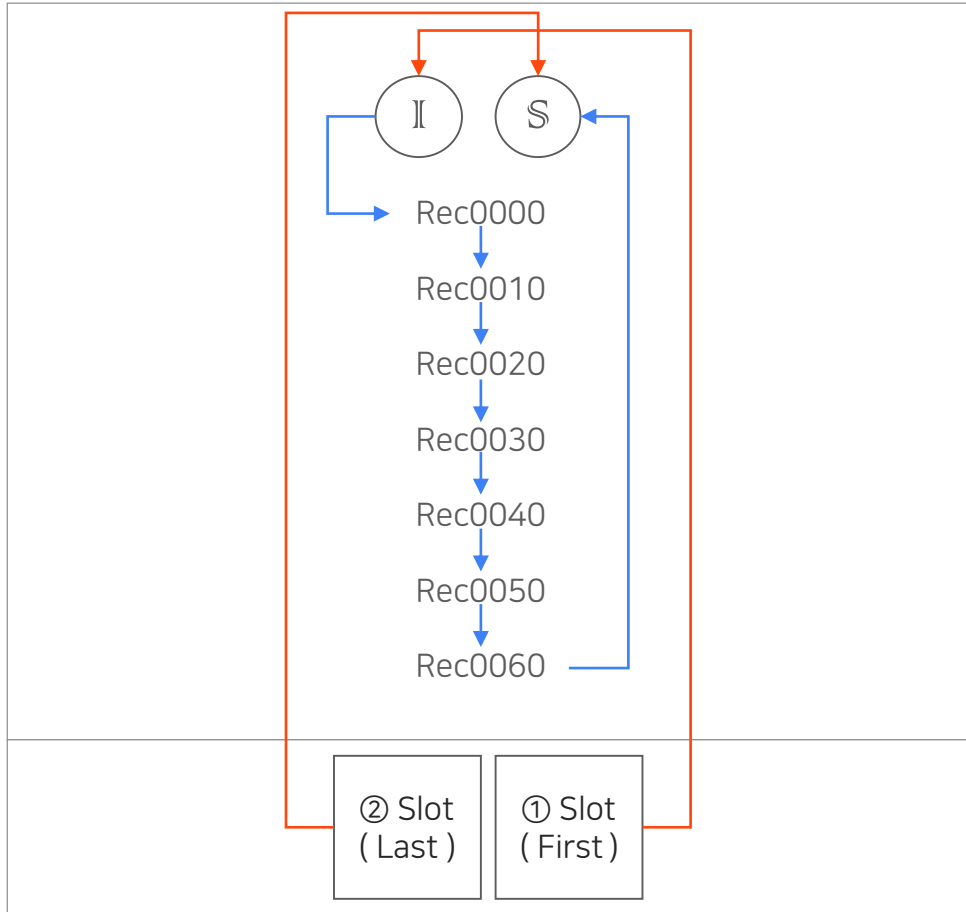 𝕀
𝕊
Rec0000
Rec0010
Rec0020
Rec0030
Rec0040
Rec0050
Rec0060
② Slot
( Last )
① Slot
( First )